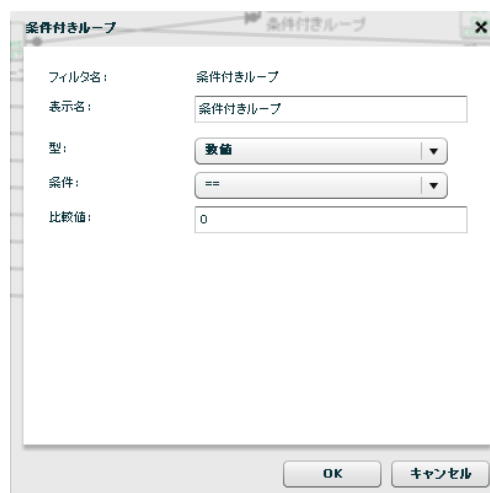 条件付きループ
条件付きループ
フィルタ名: 条件付きループ
表示名: 条件付きループ
型: 数値
条件: ==
比較値: 0
OK キャンセル